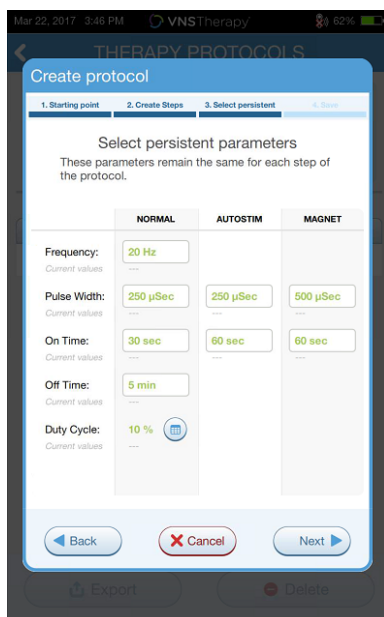 Mar 22, 2017 3:46 PM VNSTherapy 62%
THERAPY PROTOCOLS
Create protocol
1. Starting point 2. Create Steps 3. Select persistent 4. Save
Select persistent parameters
These parameters remain the same for each step of
the protocol.
NORMAL AUTOSTIM MAGNET
Frequency: 20 Hz
Current values ---
Pulse Width: 250 µSec 250 µSec 500 µSec
Current values --- --- ---
On Time: 30 sec 60 sec 60 sec
Current values --- --- ---
Off Time: 5 min
Current values ---
Duty Cycle: 10 %
Current values ---
Back Cancel Next
Export Delete